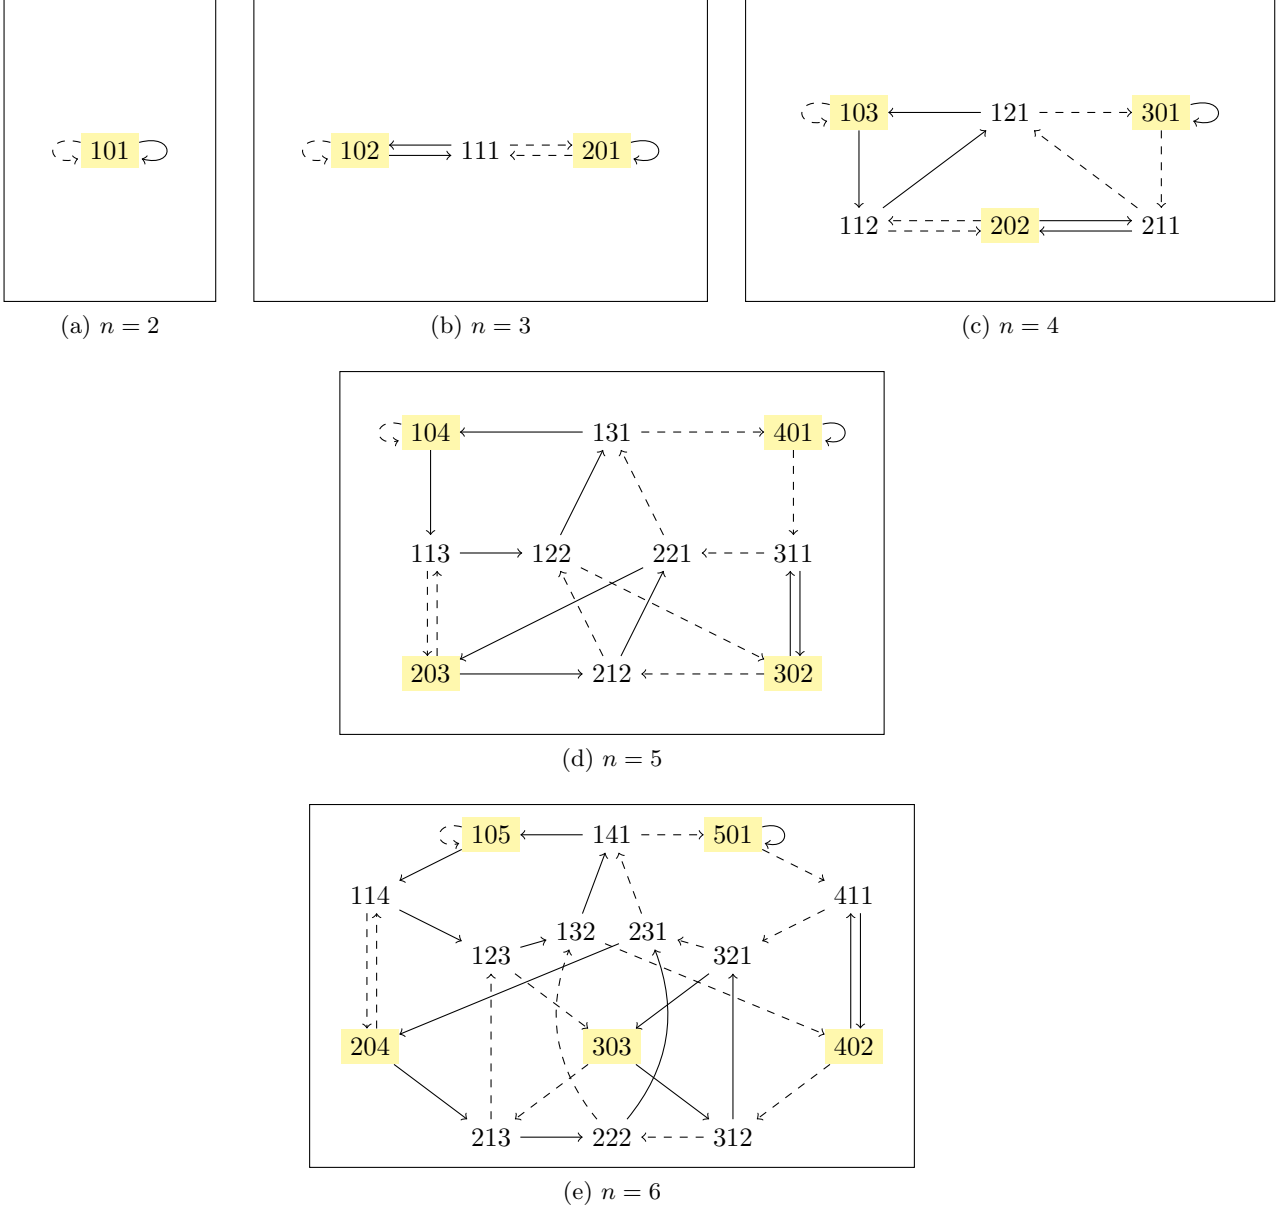 101
(a) n = 2
102 111 201
(b) n = 3
103 121 301
112 202 211
(c) n = 4
104 131 401
113 122 221 311
203 212 302
(d) n = 5
105 141 501
114 411
132 231
123 321
204 303 402
213 222 312
(e) n = 6